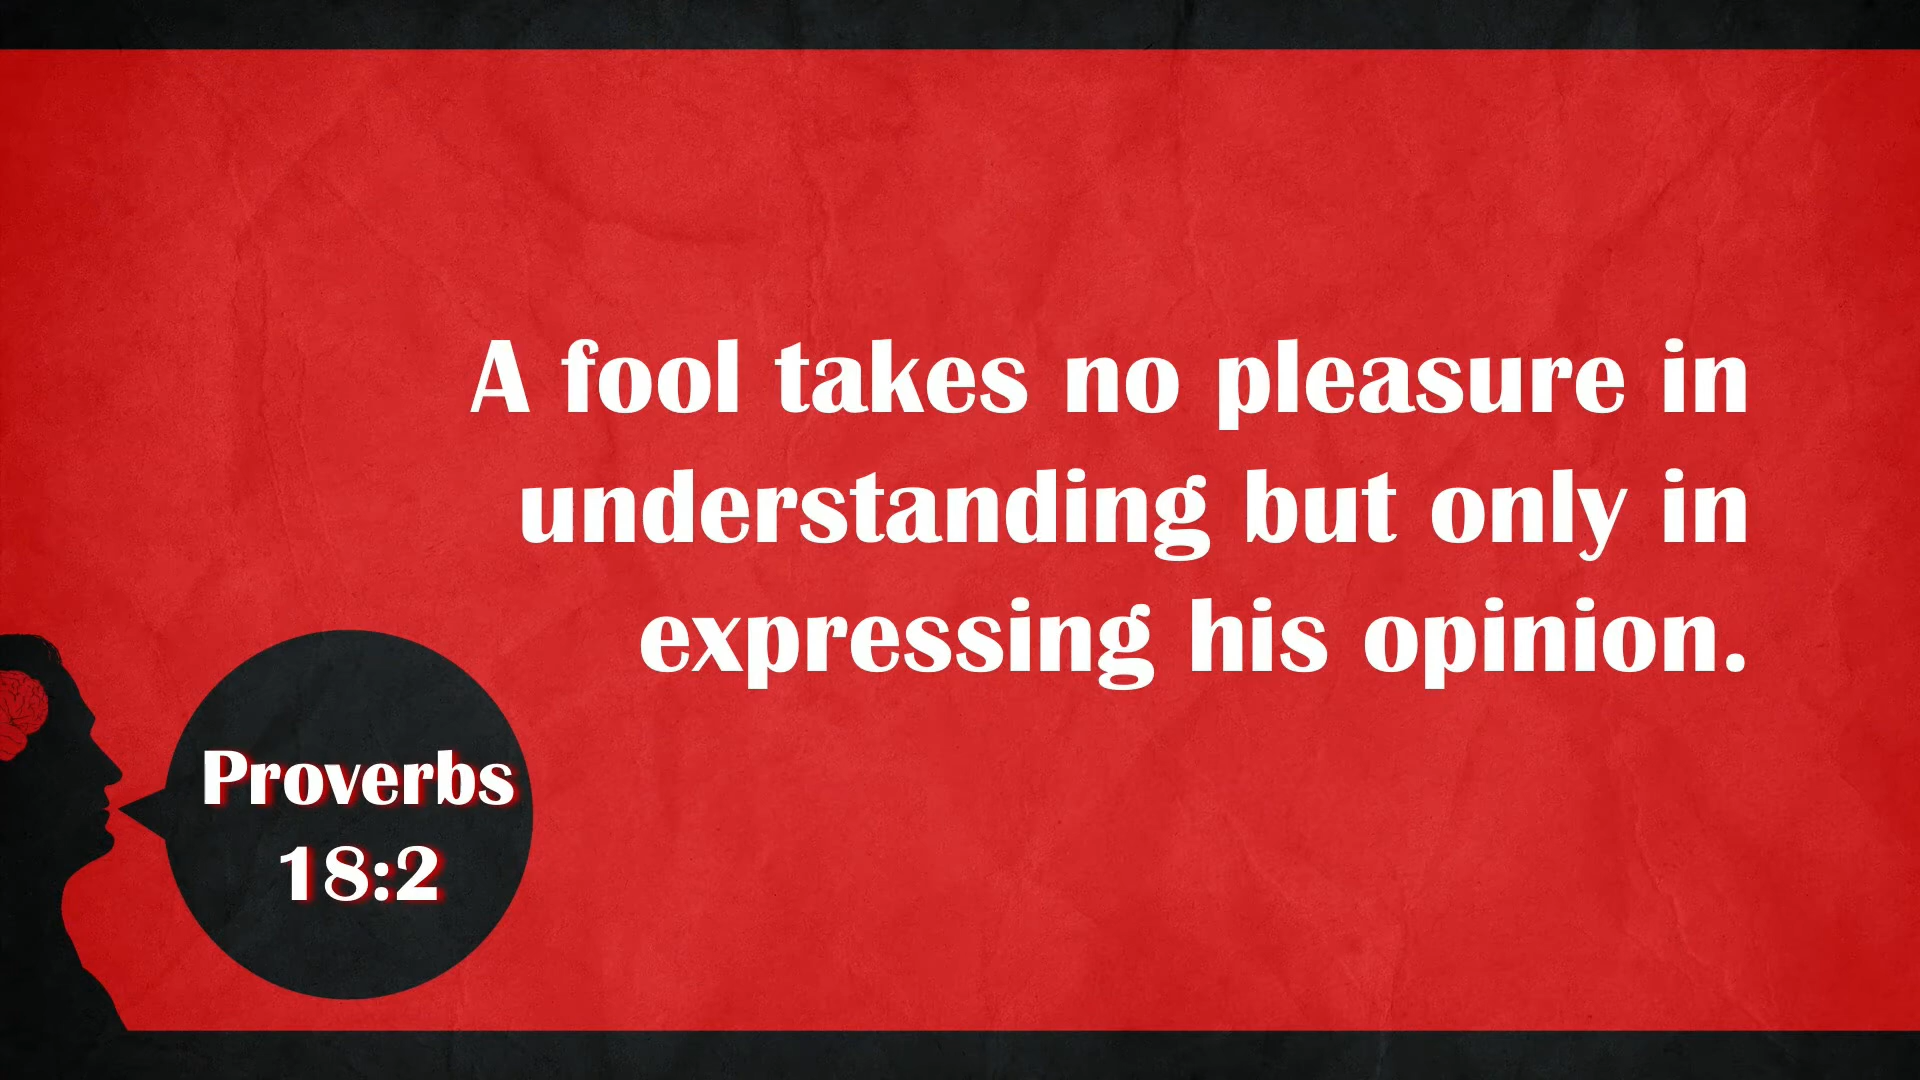 A fool takes no pleasure in
understanding but only in
expressing his opinion.
Proverbs
18:2